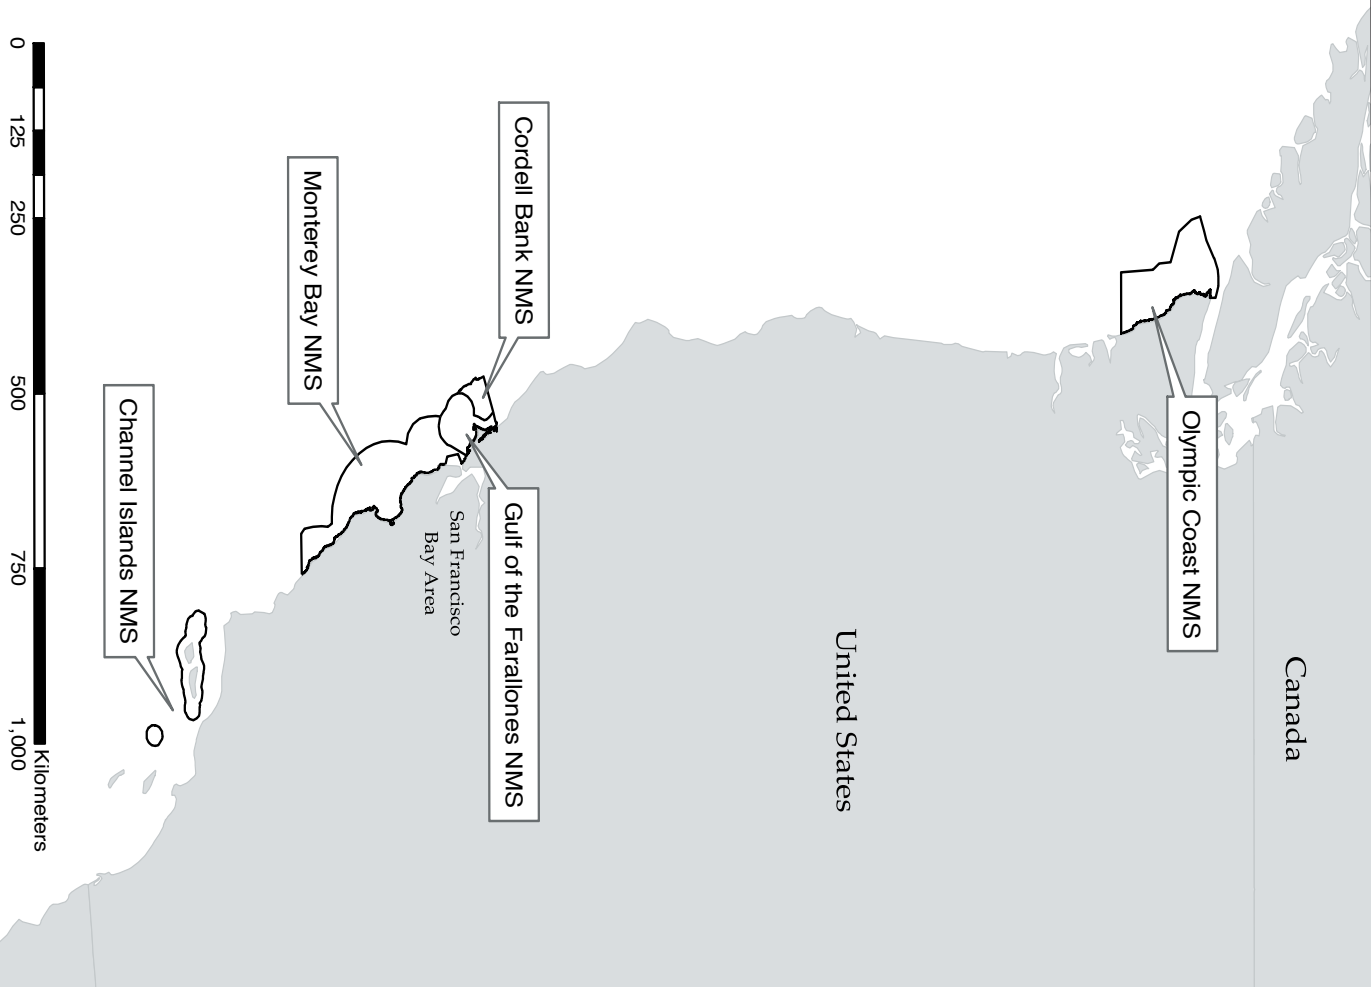 Canada
Olympic Coast NMS
United States
Cordell Bank NMS
Gulf of the Farallones NMS
San Francisco
Bay Area
Monterey Bay NMS
Channel Islands NMS
0 125 250 500 750 1,000
Kilometers